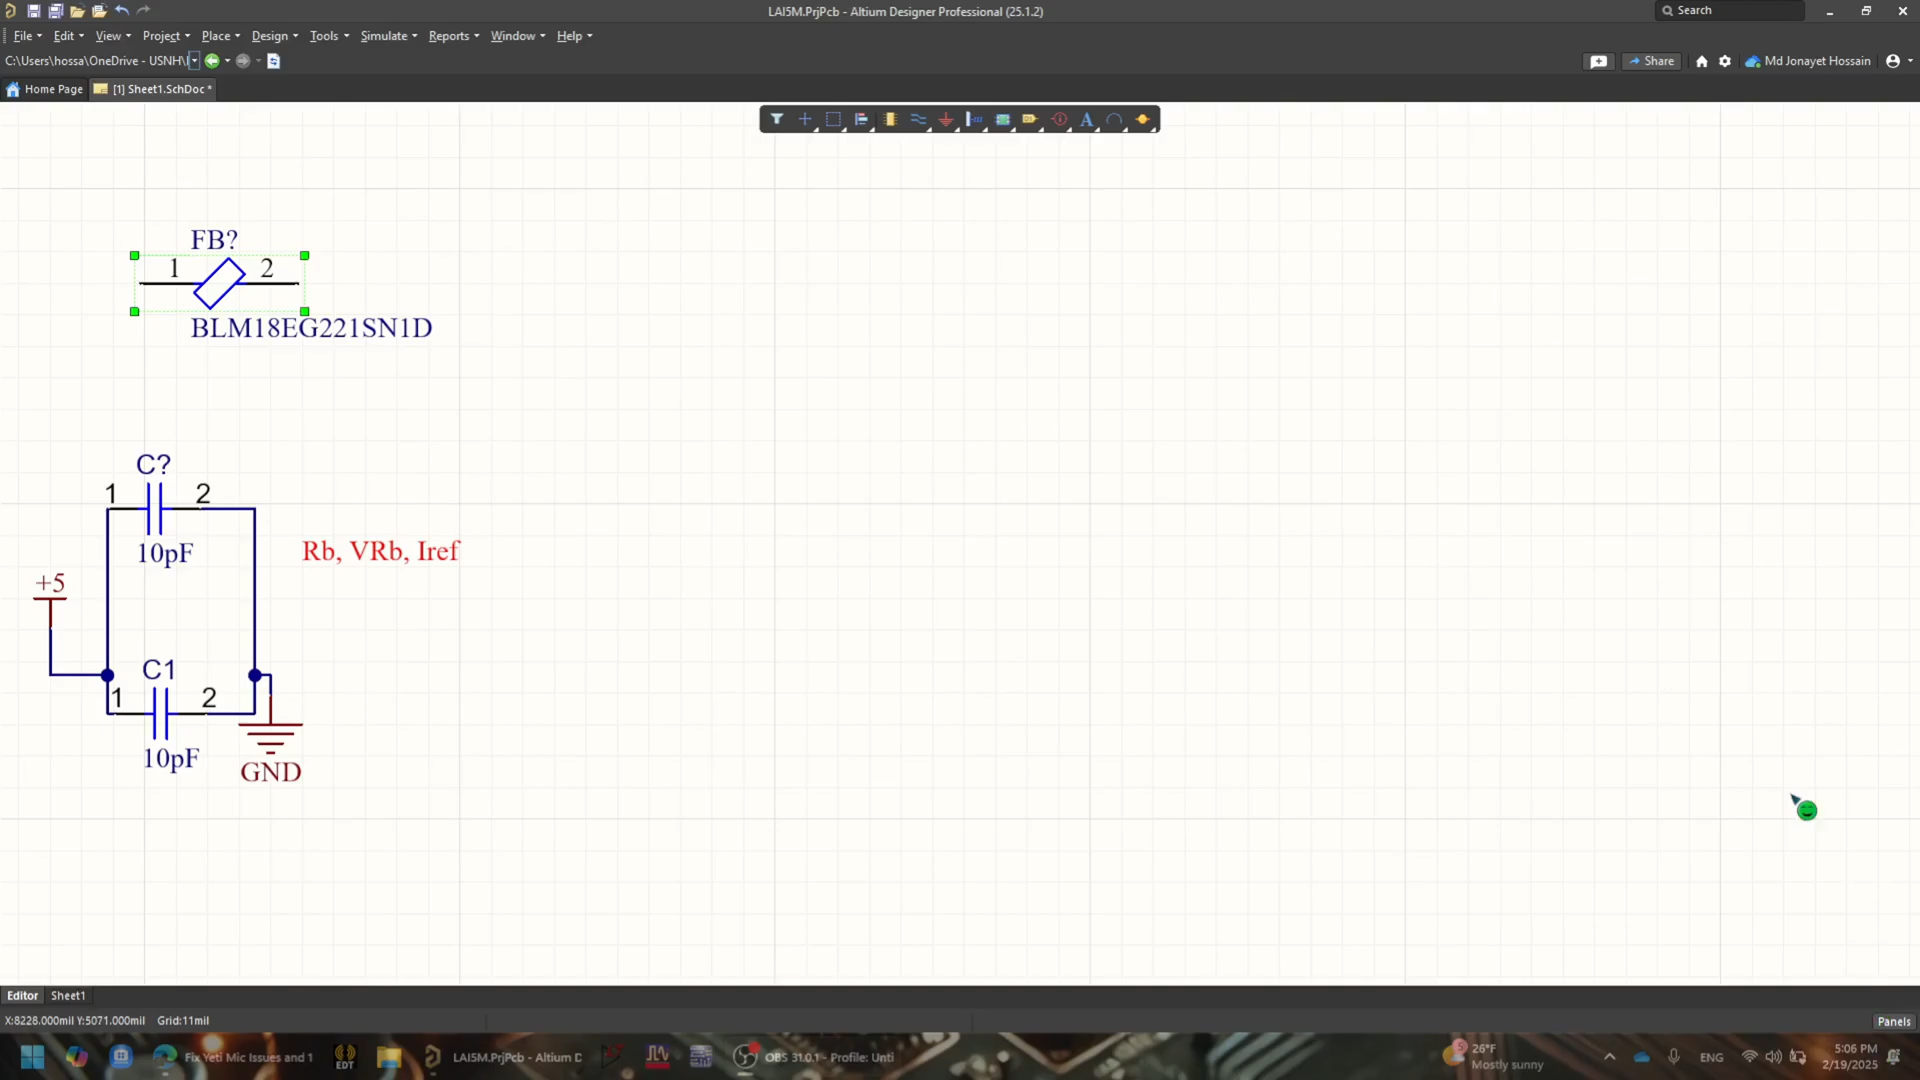 LAI5M.PrjPcb - Altium Designer Professional (25.1.2)
Search
File Edit View Project Place Design Tools Simulate Reports Window Help
C:\Users\hossa\OneDrive - USNH\
Share
Md Jonayet Hossain
Home Page
[1] Sheet1.SchDoc *
FB?
1 2
BLM18EG221SN1D
C?
1 2
10pF
Rb, VRb, Iref
+5
C1
1 2
10pF
GND
Editor Sheet1
X:8228.000mil Y:5071.000mil Grid:11mil
Panels
Fix Yeti Mic Issues and 1
EDT
LAI5M.PrjPcb - Altium D
OBS 31.0.1 - Profile: Unti
5
26°F
Mostly sunny
ENG
5:06 PM
2/19/2025